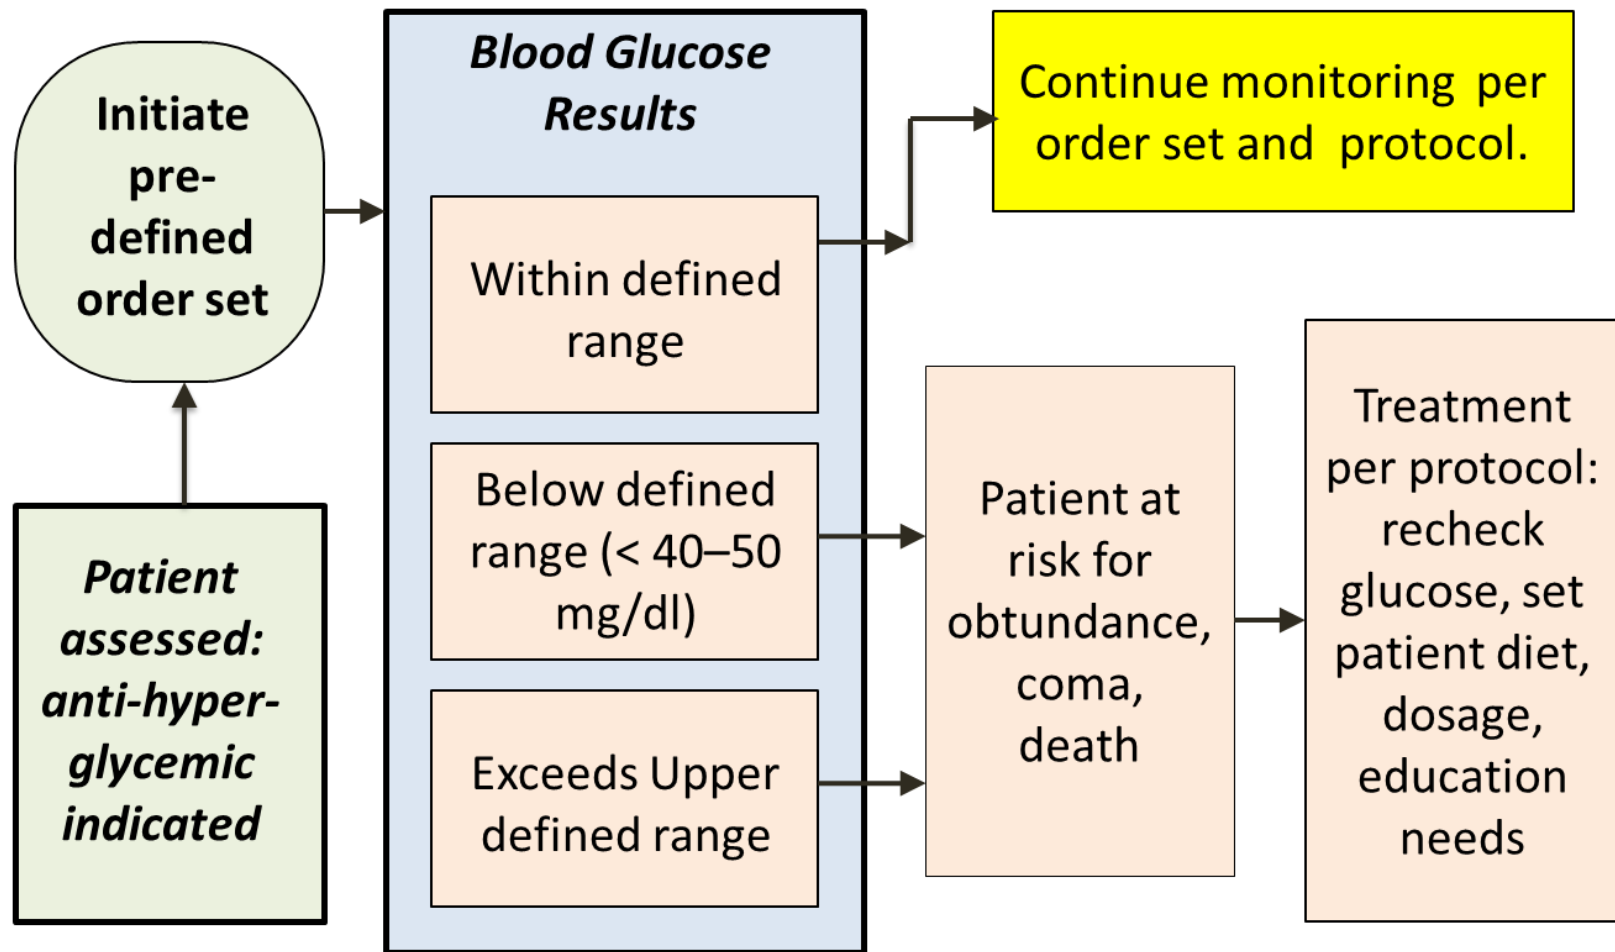 Initiate
pre-
defined
order set
Patient
assessed:
anti-hyper-
glycemic
indicated
Blood Glucose
Results
Within defined
range
Below defined
range (< 40–50
mg/dl)
Exceeds Upper
defined range
Continue monitoring per
order set and protocol.
Patient at
risk for
obtundance,
coma,
death
Treatment
per protocol:
recheck
glucose, set
patient diet,
dosage,
education
needs